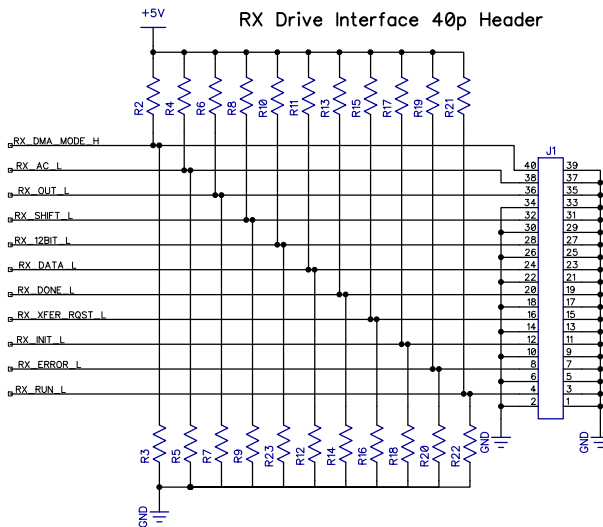 +5V
RX Drive Interface 40p Header
R2
R4
R6
R8
R10
R11
R13
R15
R17
R19
R21
RX_DMA_MODE_H
RX_AC_L
RX_OUT_L
RX_SHIFT_L
RX_12BIT_L
RX_DATA_L
RX_DONE_L
RX_XFER_RQST_L
RX_INIT_L
RX_ERROR_L
RX_RUN_L
J1
40 39
38 37
36 35
34 33
32 31
30 29
28 27
26 25
24 23
22 21
20 19
18 17
16 15
14 13
12 11
10 9
8 7
6 5
4 3
2 1
GND
GND
R3
R5
R7
R9
R23
R12
R14
R16
R18
R20
R22
GND